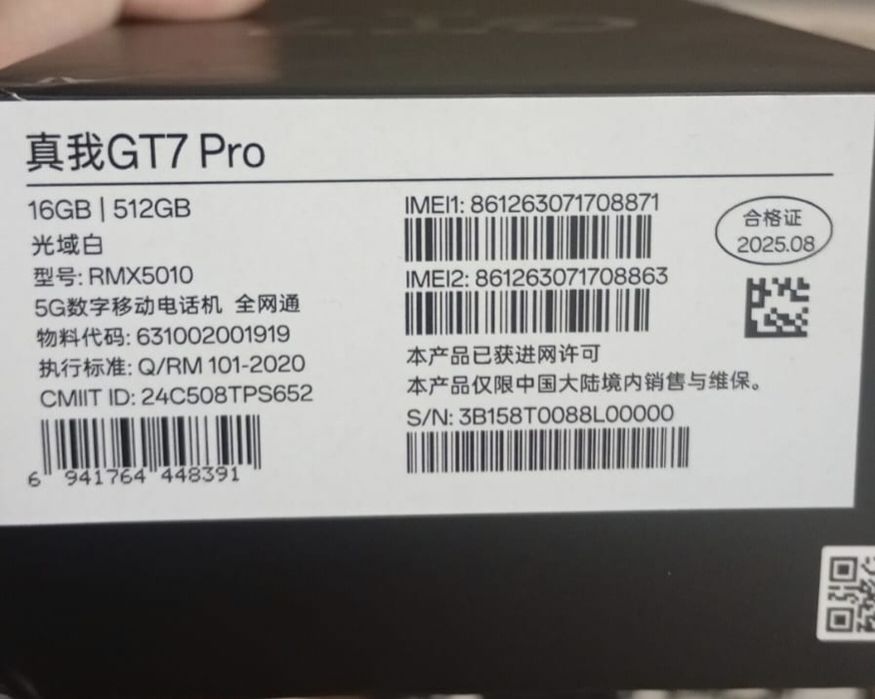 真我GT7 Pro
16GB | 512GB
光域白
型号: RMX5010
5G数字移动电话机 全网通
物料代码: 631002001919
执行标准: Q/RM 101-2020
CMIIT ID: 24C508TPS652
6 941764 448391
IMEI1: 861263071708871
IMEI2: 861263071708863
本产品已获进网许可
本产品仅限中国大陆境内销售与维保。
S/N: 3B158T0088L00000
合格证
2025.08